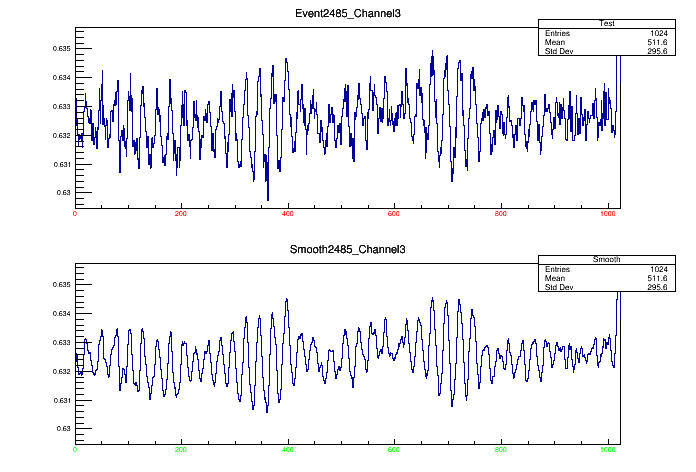 Event2485_Channel3
Test
Entries 1024
Mean 511.6
Std Dev 295.6
0.635
0.634
0.633
0.632
0.631
0.63
0 200 400 600 800 1000
Smooth2485_Channel3
Smooth
Entries 1024
Mean 511.6
Std Dev 295.6
0.635
0.634
0.633
0.632
0.631
0.63
0 200 400 600 800 1000